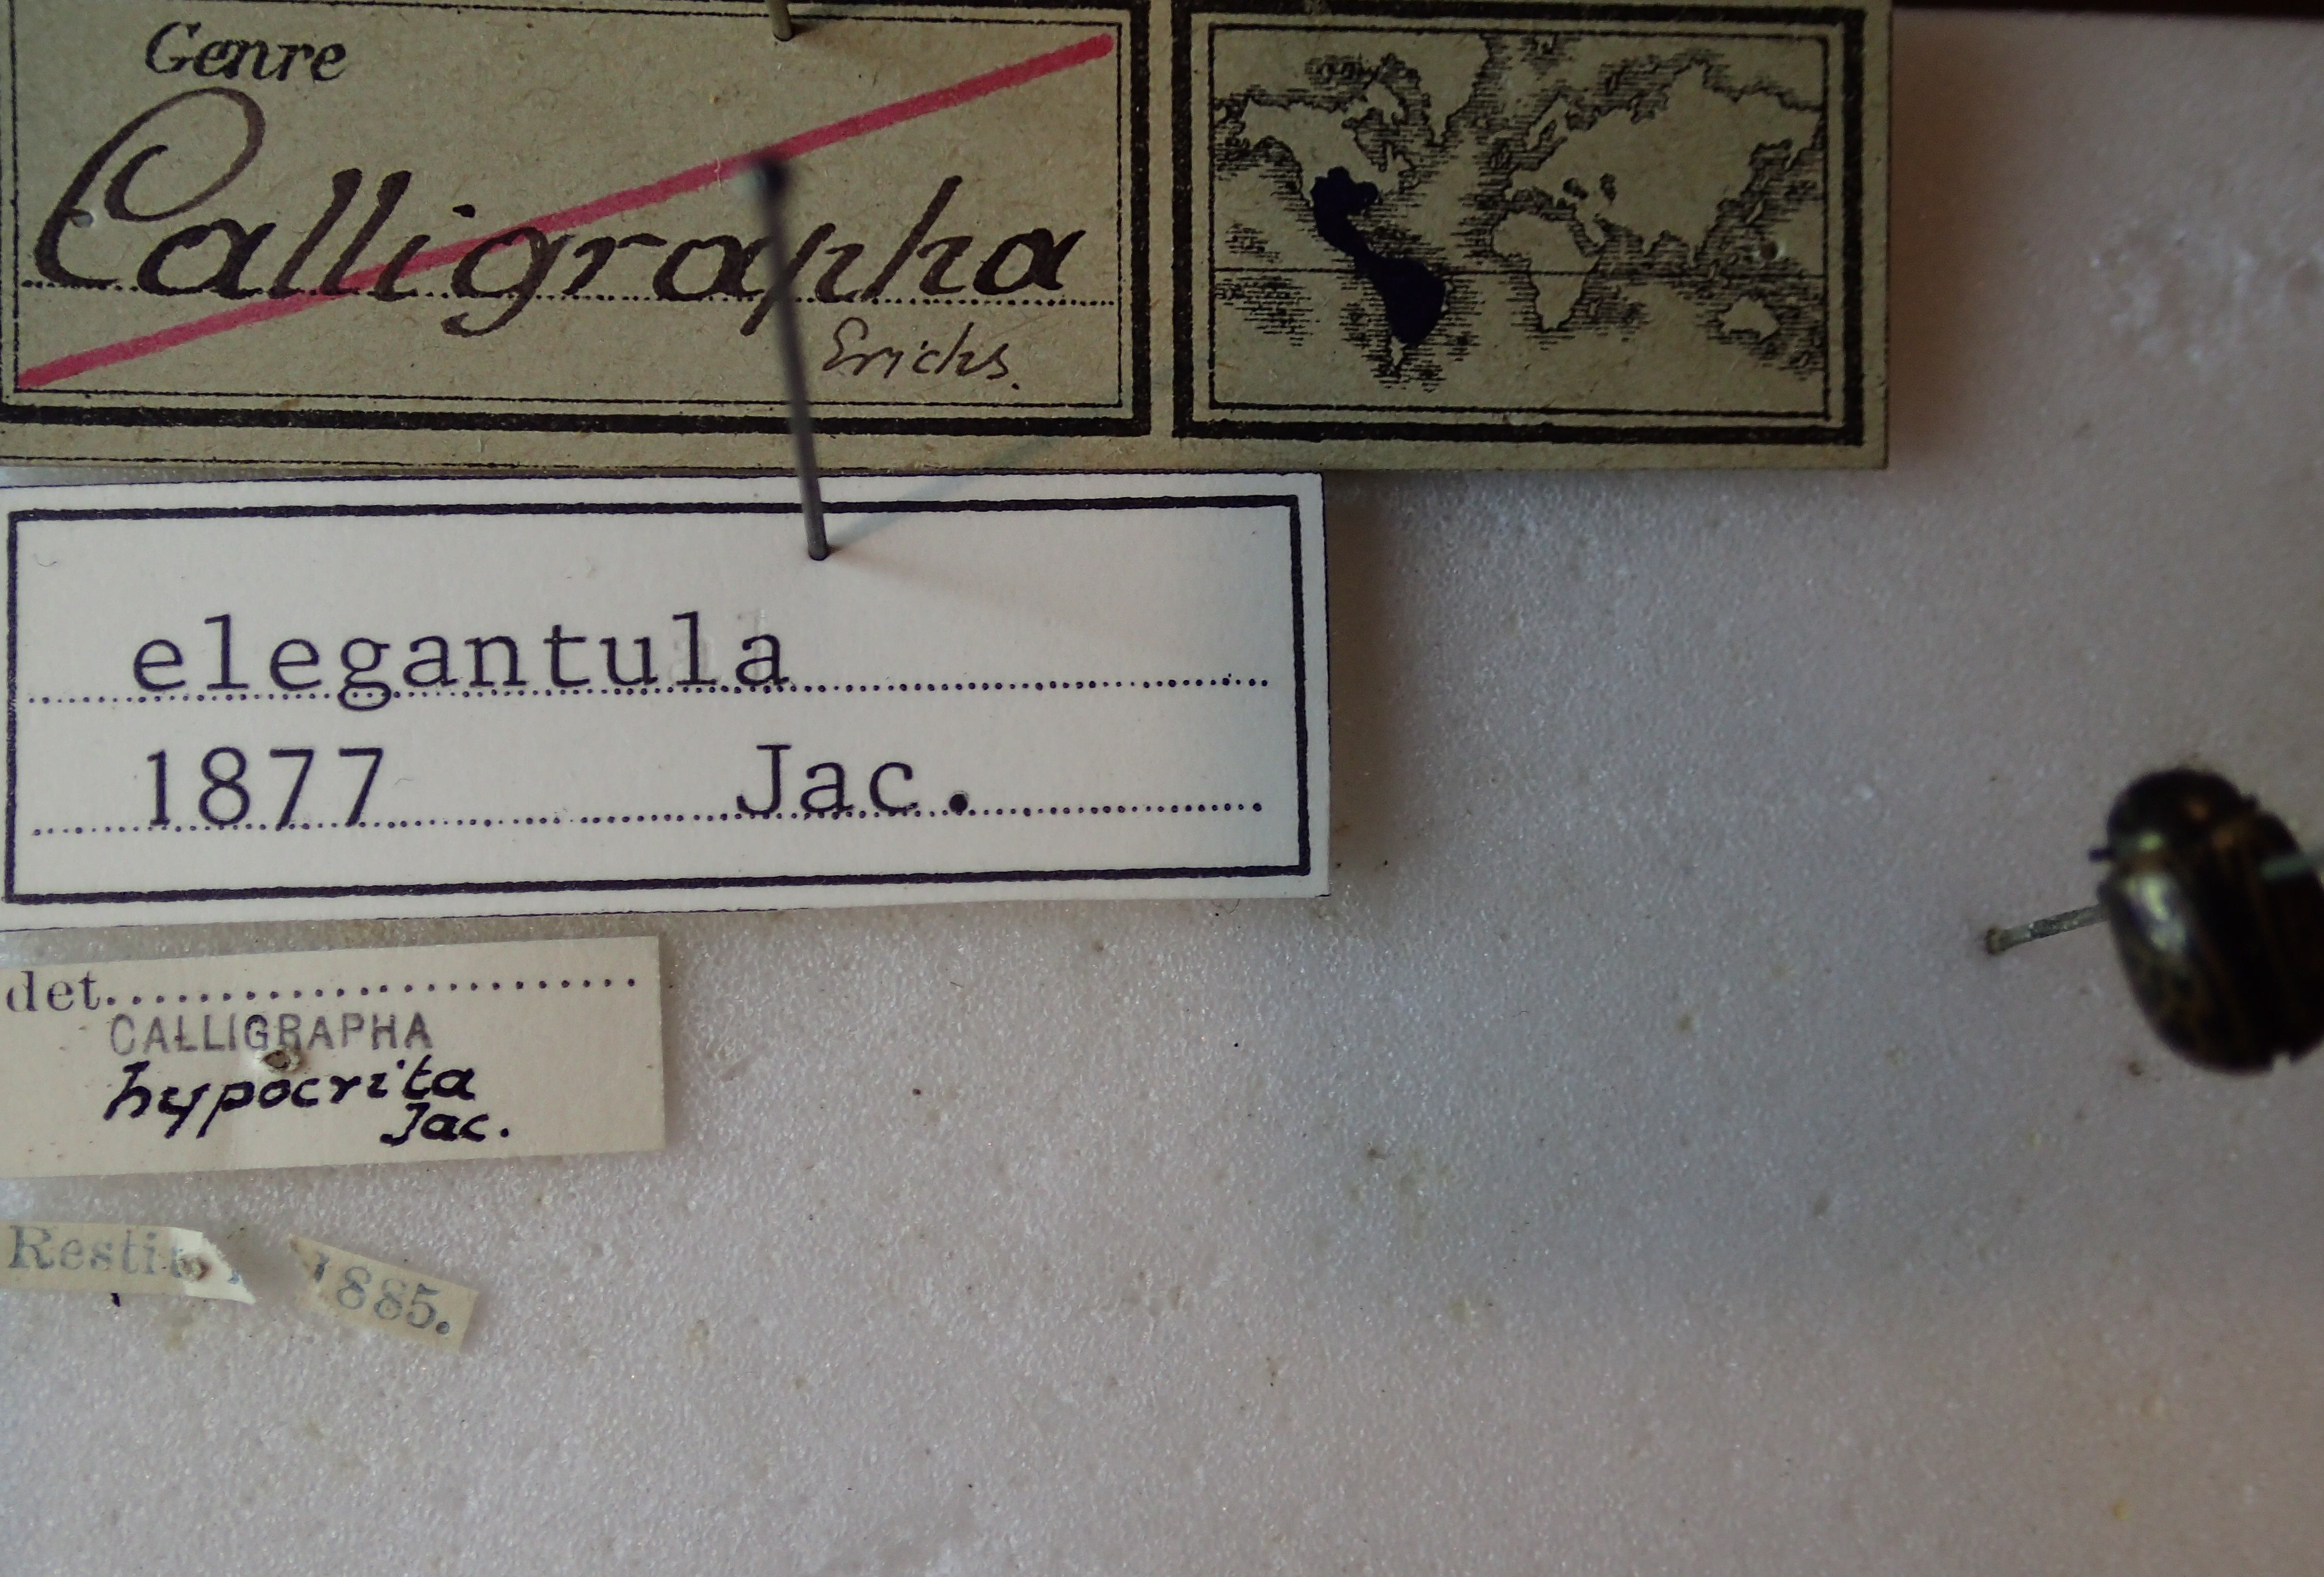 Genre
Calligrapha
Erichs.
elegantula
1877 Jac.
det.
CALLIGRAPHA
hypocrita
Jac.
1885.